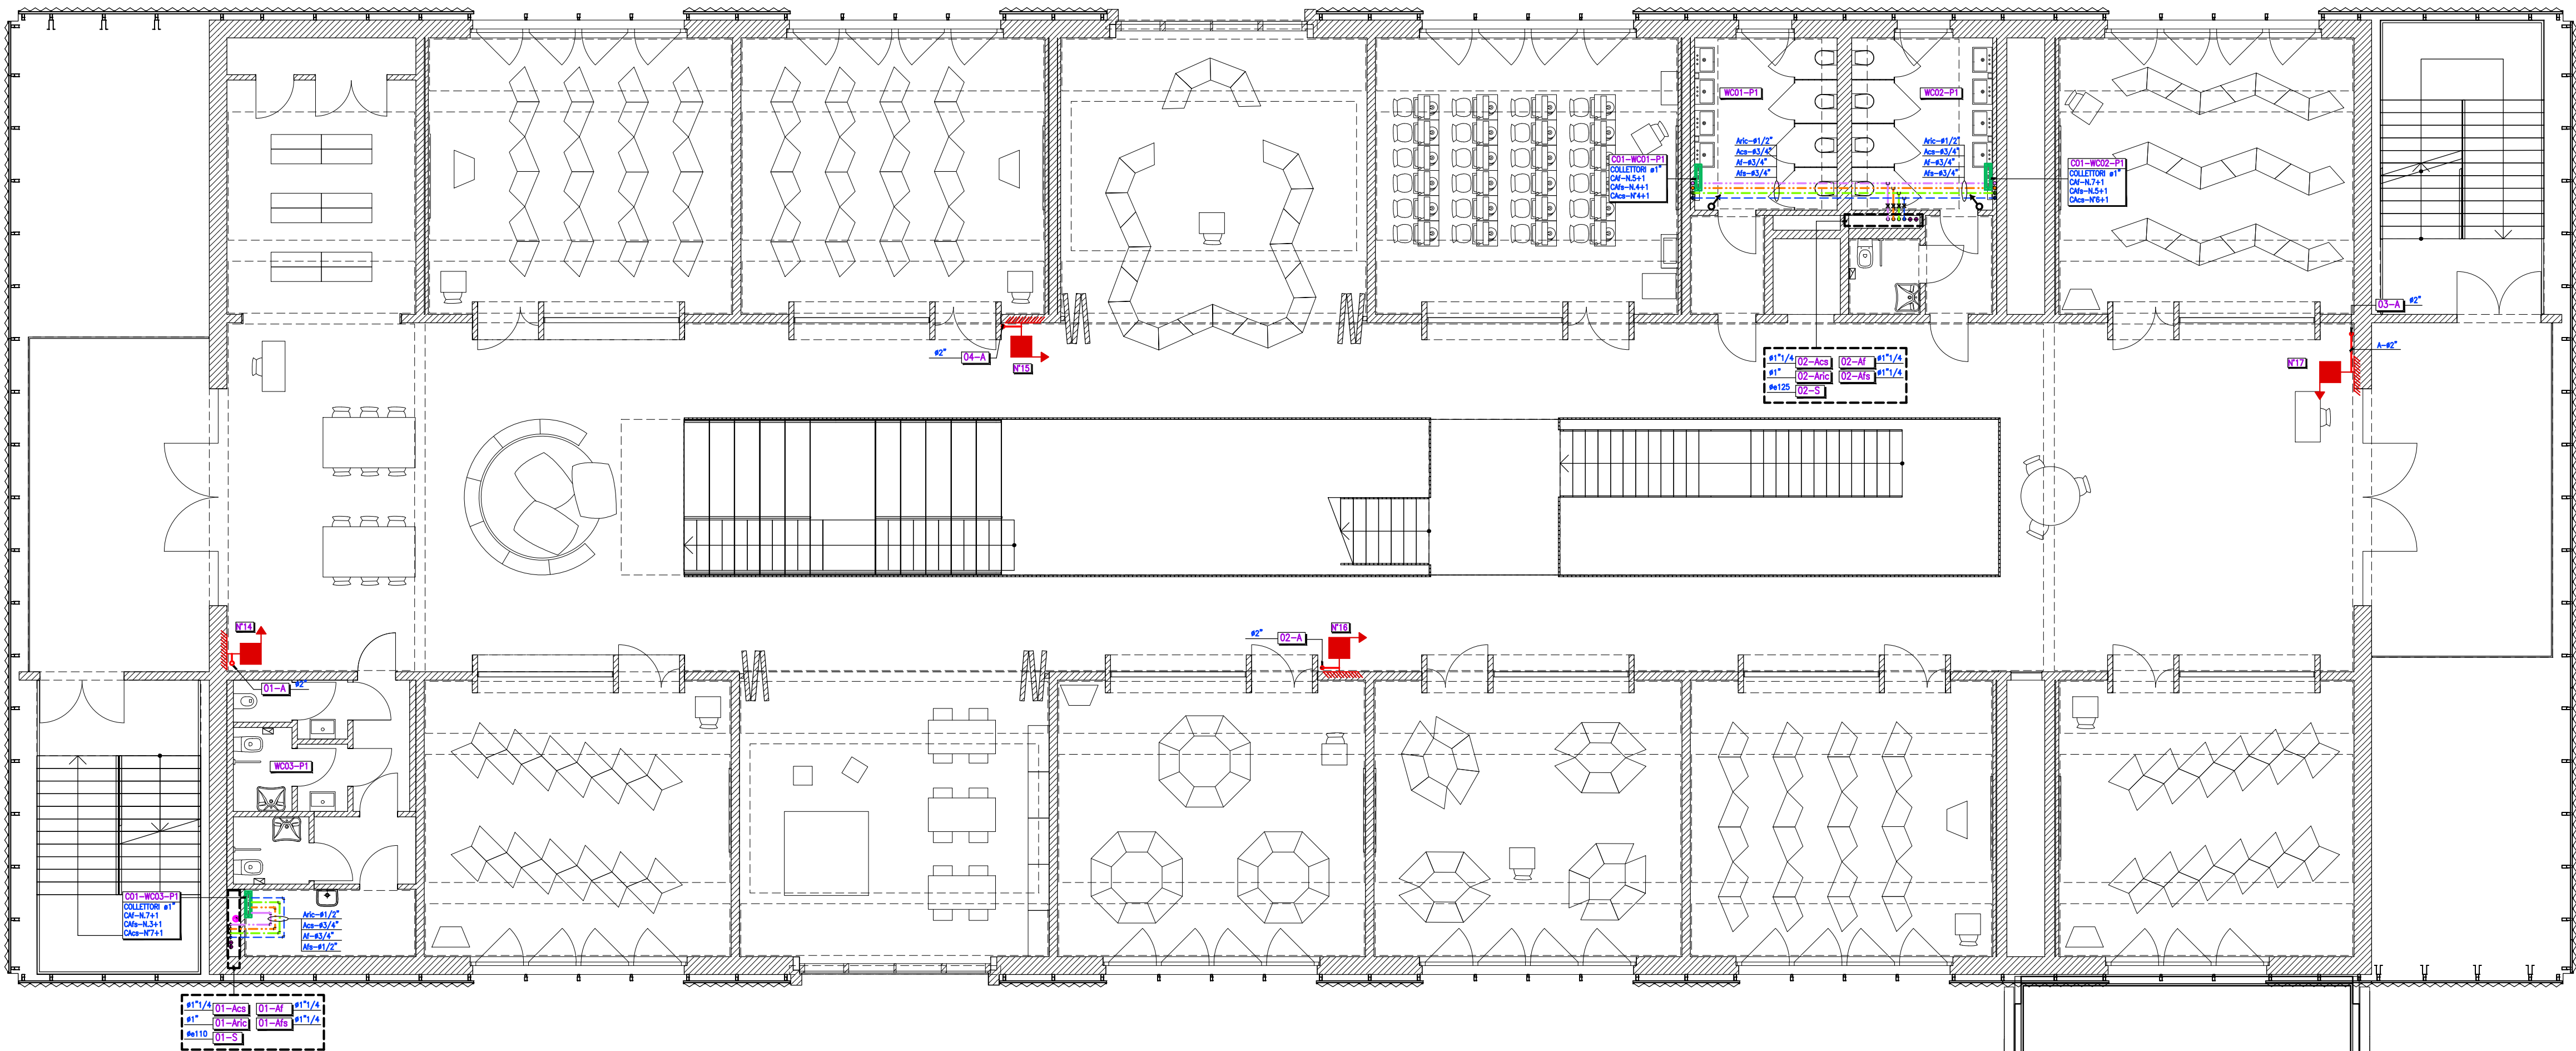 WC01-P1
WC02-P1
C01-WC01-P1
COLLETTORI ø1"
CAf-N.5+1
CAfs-N.4+1
CAcs-N°4+1
Aric-ø1/2"
Acs-ø3/4"
Af-ø3/4"
Afs-ø3/4"
Aric-ø1/2"
Acs-ø3/4"
Af-ø3/4"
Afs-ø3/4"
C01-WC02-P1
COLLETTORI ø1"
CAf-N.7+1
CAfs-N.5+1
CAcs-N°6+1
03-A ø2"
A-ø2"
N°17
ø2" 04-A
N°15
ø1"1/4 02-Acs 02-Af ø1"1/4
ø1" 02-Aric 02-Afs ø1"1/4
øe125 02-S
N°14
01-A ø2"
ø2" 02-A
N°16
WC03-P1
C01-WC03-P1
COLLETTORI ø1"
CAf-N.7+1
CAfs-N.3+1
CAcs-N°7+1
Aric-ø1/2"
Acs-ø3/4"
Af-ø3/4"
Afs-ø1/2"
ø1"1/4 01-Acs 01-Af ø1"1/4
ø1" 01-Aric 01-Afs ø1"1/4
øe110 01-S